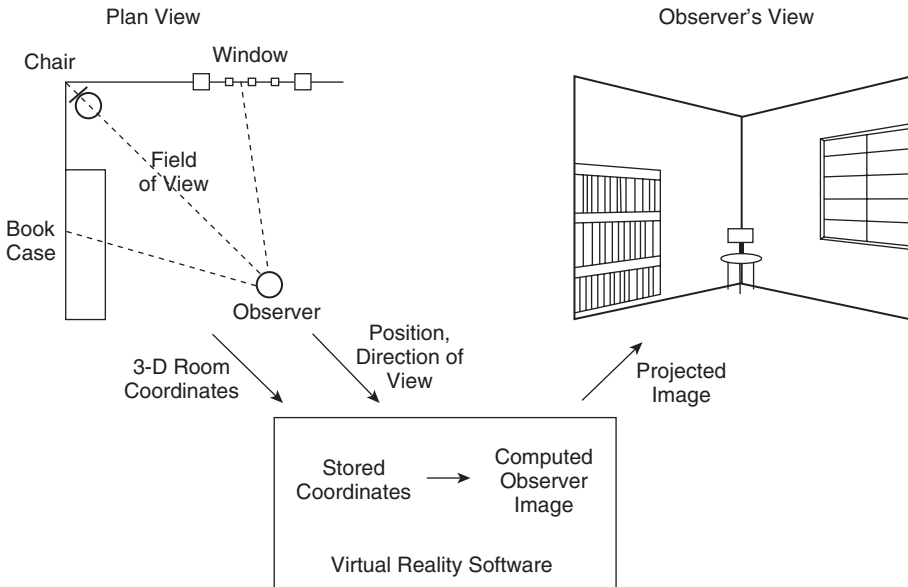 Plan View
Observer's View
Chair
Window
Field
of View
Book
Case
Observer
3-D Room
Coordinates
Position,
Direction of
View
Projected
Image
Stored
Coordinates
Computed
Observer
Image
Virtual Reality Software